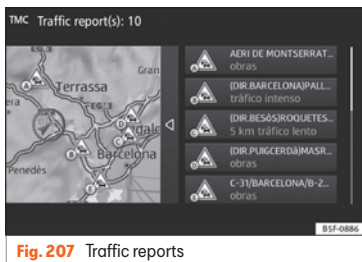 TMC Traffic report(s): 10
Terrassa
Gran
Barcelona
Penedès
AERI DE MONTSERRAT...
obras
(DIR.BARCELONA)PALL...
tráfico intenso
(DIR.BESòS)ROQUETES...
5 km tráfico lento
(DIR.PUIGCERDà)MASR...
obras
C-31/BARCELONA/B-2...
obras
BSF-0886
Fig. 207 Traffic reports